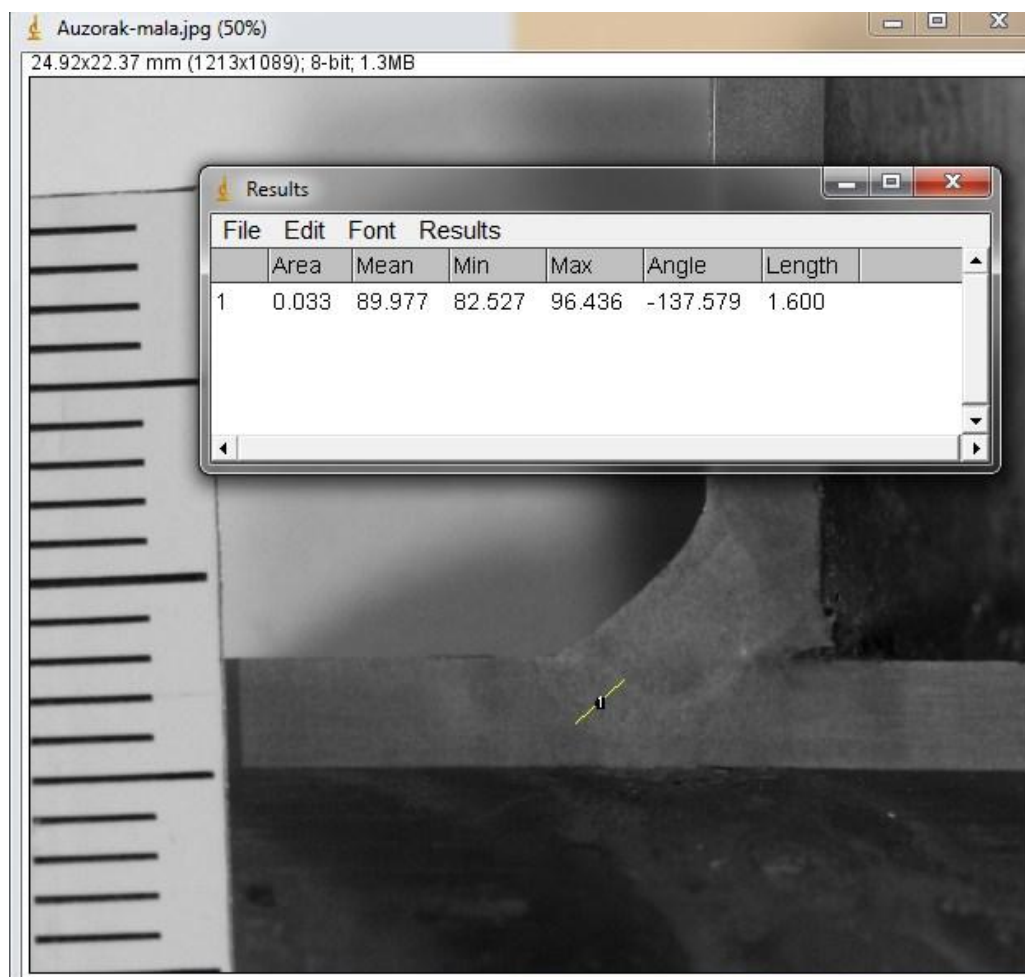 Auzorak-mala.jpg (50%)
24.92x22.37 mm (1213x1089); 8-bit; 1.3MB
Results
File Edit Font Results
Area Mean Min Max Angle Length
1 0.033 89.977 82.527 96.436 -137.579 1.600
1